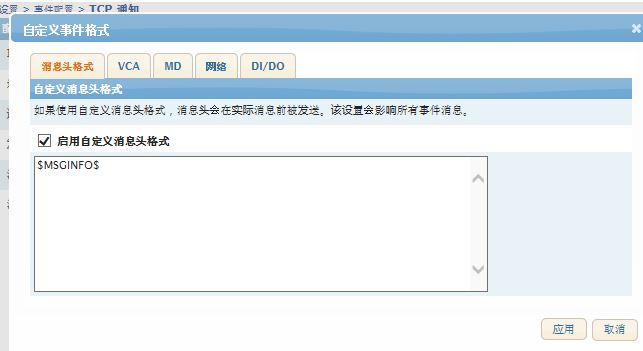 设置 > 事件配置 > TCP 通知
自定义事件格式
消息头格式 VCA MD 网络 DI/DO
自定义消息头格式
如果使用自定义消息头格式，消息头会在实际消息前被发送。该设置会影响所有事件消息。
启用自定义消息头格式
$MSGINFO$
应用 取消